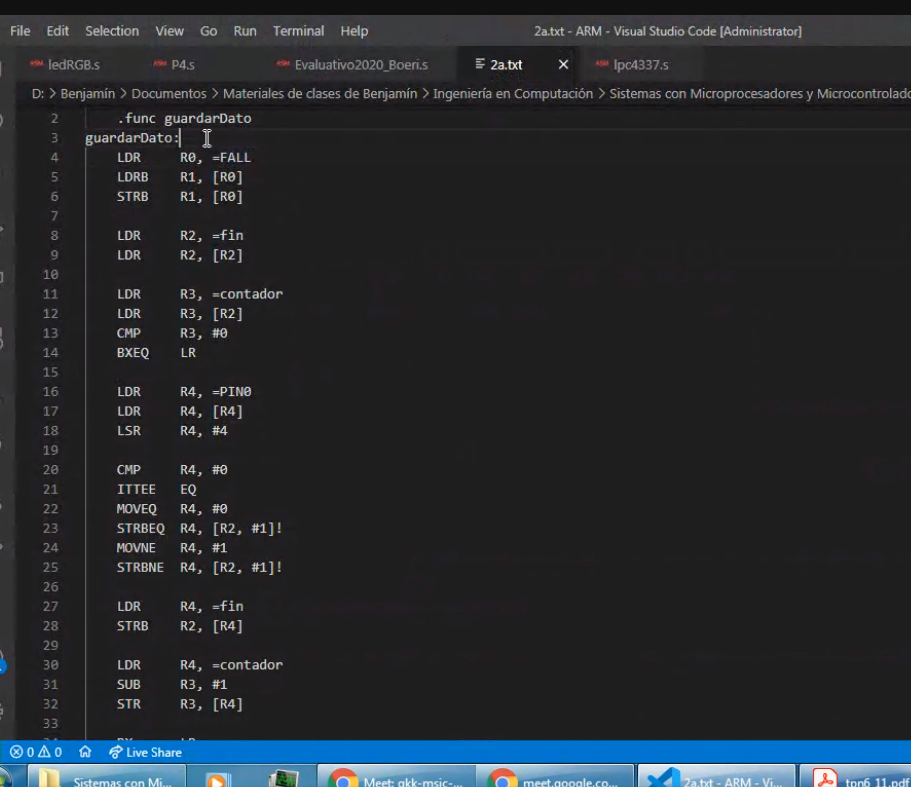 File Edit Selection View Go Run Terminal Help 2a.txt - ARM - Visual Studio Code [Administrator]
ASM ledRGB.s ASM P4.s ASM Evaluativo2020_Boeri.s 2a.txt ASM lpc4337.s
D: > Benjamín > Documentos > Materiales de clases de Benjamín > Ingeniería en Computación > Sistemas con Microprocesadores y Microcontrolado
2 .func guardarDato
3 guardarDato:
4 LDR R0, =FALL
5 LDRB R1, [R0]
6 STRB R1, [R0]
7
8 LDR R2, =fin
9 LDR R2, [R2]
10
11 LDR R3, =contador
12 LDR R3, [R2]
13 CMP R3, #0
14 BXEQ LR
15
16 LDR R4, =PIN0
17 LDR R4, [R4]
18 LSR R4, #4
19
20 CMP R4, #0
21 ITTEE EQ
22 MOVEQ R4, #0
23 STRBEQ R4, [R2, #1]!
24 MOVNE R4, #1
25 STRBNE R4, [R2, #1]!
26
27 LDR R4, =fin
28 STRB R2, [R4]
29
30 LDR R4, =contador
31 SUB R3, #1
32 STR R3, [R4]
33
0 0 Live Share
Sistemas con Mi... Meet: gkk-msic-... meet.google.co... 2a.txt - ARM - Vi... tpn6 11.pdf